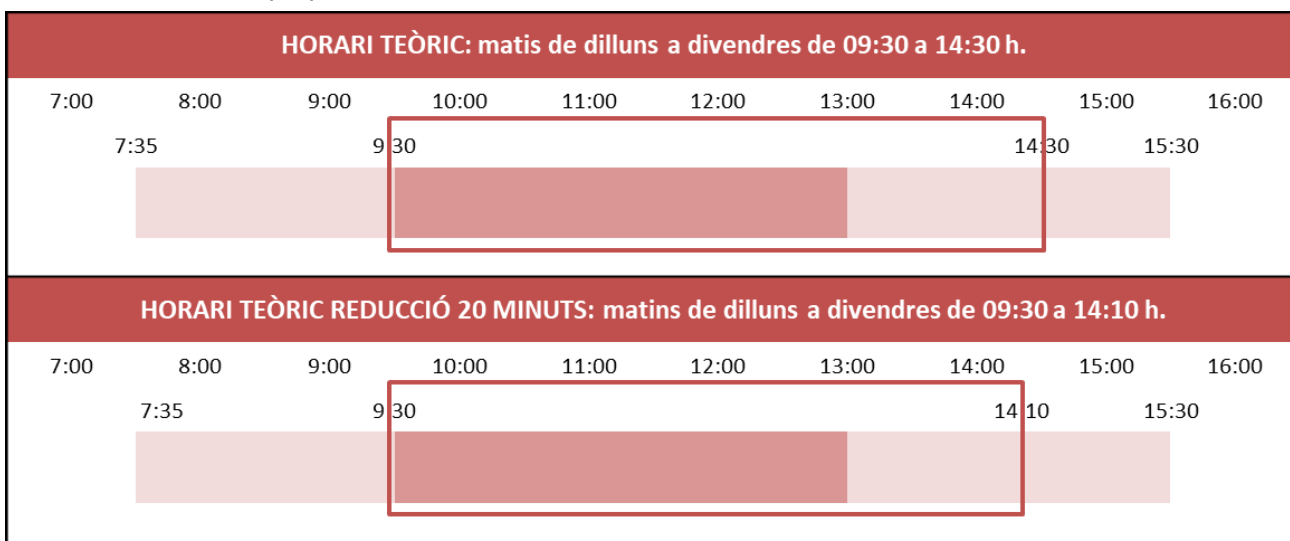 HORARI TEÒRIC: matis de dilluns a divendres de 09:30 a 14:30 h.
7:00 8:00 9:00 10:00 11:00 12:00 13:00 14:00 15:00 16:00
7:35 9:30 14:30 15:30
HORARI TEÒRIC REDUCCIÓ 20 MINUTS: matins de dilluns a divendres de 09:30 a 14:10 h.
7:00 8:00 9:00 10:00 11:00 12:00 13:00 14:00 15:00 16:00
7:35 9:30 14:10 15:30